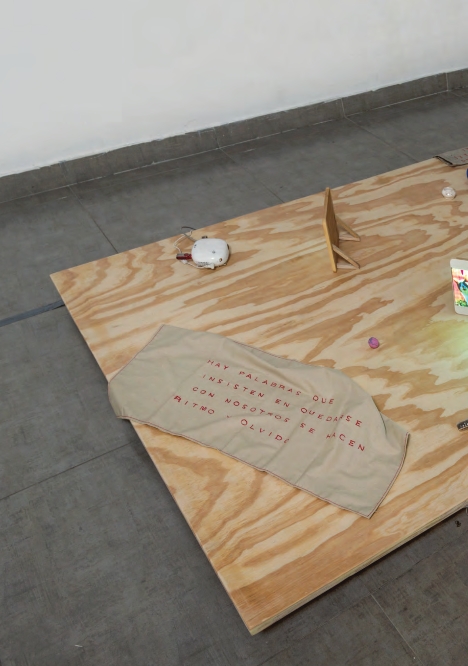 HAY PALABRAS QUE
INSISTEN EN QUEDARSE
CON NOSOTROS SE HACEN
RITMO Y OLVIDO